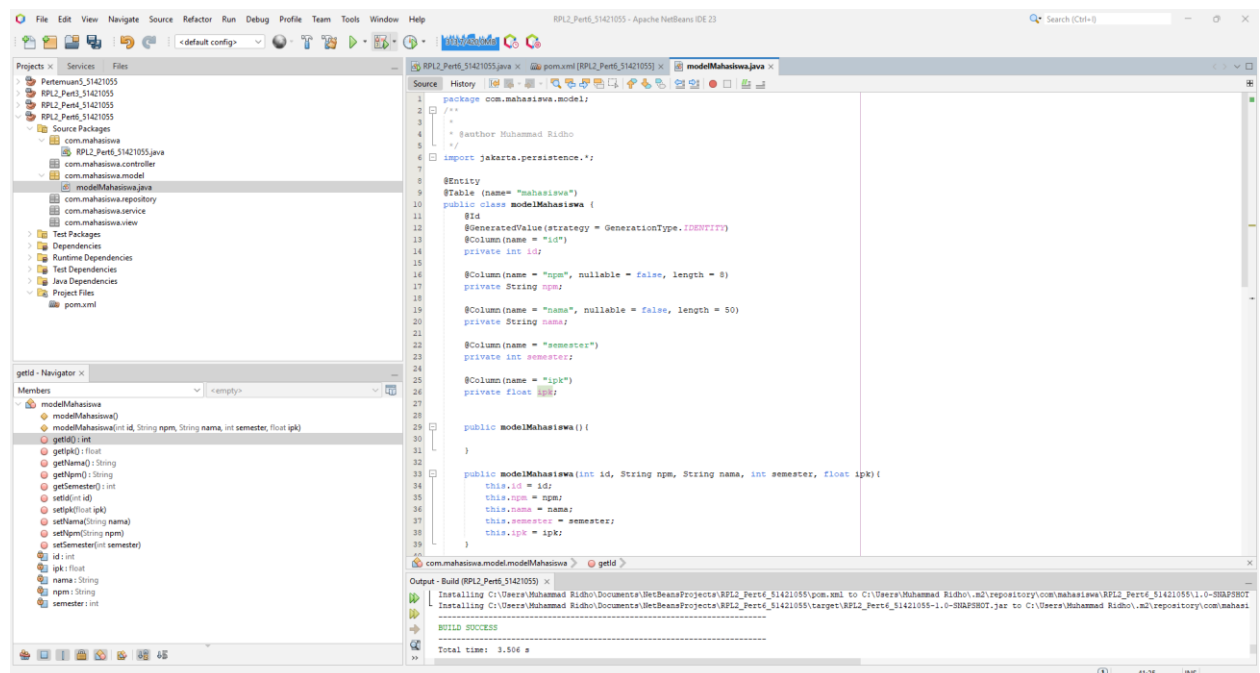 File Edit View Navigate Source Refactor Run Debug Profile Team Tools Window Help
RPL2_Pert6_51421055 - Apache NetBeans IDE 23
Search (Ctrl+I)
<default config>
Projects Services Files
Pertemuan5_51421055
RPL2_Pert3_51421055
RPL2_Pert4_51421055
RPL2_Pert6_51421055
Source Packages
com.mahasiswa
RPL2_Pert6_51421055.java
com.mahasiswa.controller
com.mahasiswa.model
modelMahasiswa.java
com.mahasiswa.repository
com.mahasiswa.service
com.mahasiswa.view
Test Packages
Dependencies
Runtime Dependencies
Test Dependencies
Java Dependencies
Project Files
pom.xml
getId - Navigator
Members
<empty>
modelMahasiswa
modelMahasiswa()
modelMahasiswa(int id, String npm, String nama, int semester, float ipk)
getId() : int
getIpk() : float
getNama() : String
getNpm() : String
getSemester() : int
setId(int id)
setIpk(float ipk)
setNama(String nama)
setNpm(String npm)
setSemester(int semester)
id : int
ipk : float
nama : String
npm : String
semester : int
RPL2_Pert6_51421055.java pom.xml [RPL2_Pert6_51421055] modelMahasiswa.java
Source History
1 package com.mahasiswa.model;
2 /**
3 *
4 * @author Muhammad Ridho
5 */
6 import jakarta.persistence.*;
7
8 @Entity
9 @Table (name= "mahasiswa")
10 public class modelMahasiswa {
11 @Id
12 @GeneratedValue(strategy = GenerationType.IDENTITY)
13 @Column(name = "id")
14 private int id;
15
16 @Column(name = "npm", nullable = false, length = 8)
17 private String npm;
18
19 @Column(name = "nama", nullable = false, length = 50)
20 private String nama;
21
22 @Column(name = "semester")
23 private int semester;
24
25 @Column(name = "ipk")
26 private float ipk;
27
28
29 public modelMahasiswa(){
30
31 }
32
33 public modelMahasiswa(int id, String npm, String nama, int semester, float ipk){
34 this.id = id;
35 this.npm = npm;
36 this.nama = nama;
37 this.semester = semester;
38 this.ipk = ipk;
39 }
com.mahasiswa.model.modelMahasiswa getId
Output - Build (RPL2_Pert6_51421055)
Installing C:\Users\Muhammad Ridho\Documents\NetBeansProjects\RPL2_Pert6_51421055\pom.xml to C:\Users\Muhammad Ridho\.m2\repository\com\mahasiswa\RPL2_Pert6_51421055\1.0-SNAPSHOT
Installing C:\Users\Muhammad Ridho\Documents\NetBeansProjects\RPL2_Pert6_51421055\target\RPL2_Pert6_51421055-1.0-SNAPSHOT.jar to C:\Users\Muhammad Ridho\.m2\repository\com\mahasi
------------------------------------------------------------------------
BUILD SUCCESS
------------------------------------------------------------------------
Total time: 3.506 s